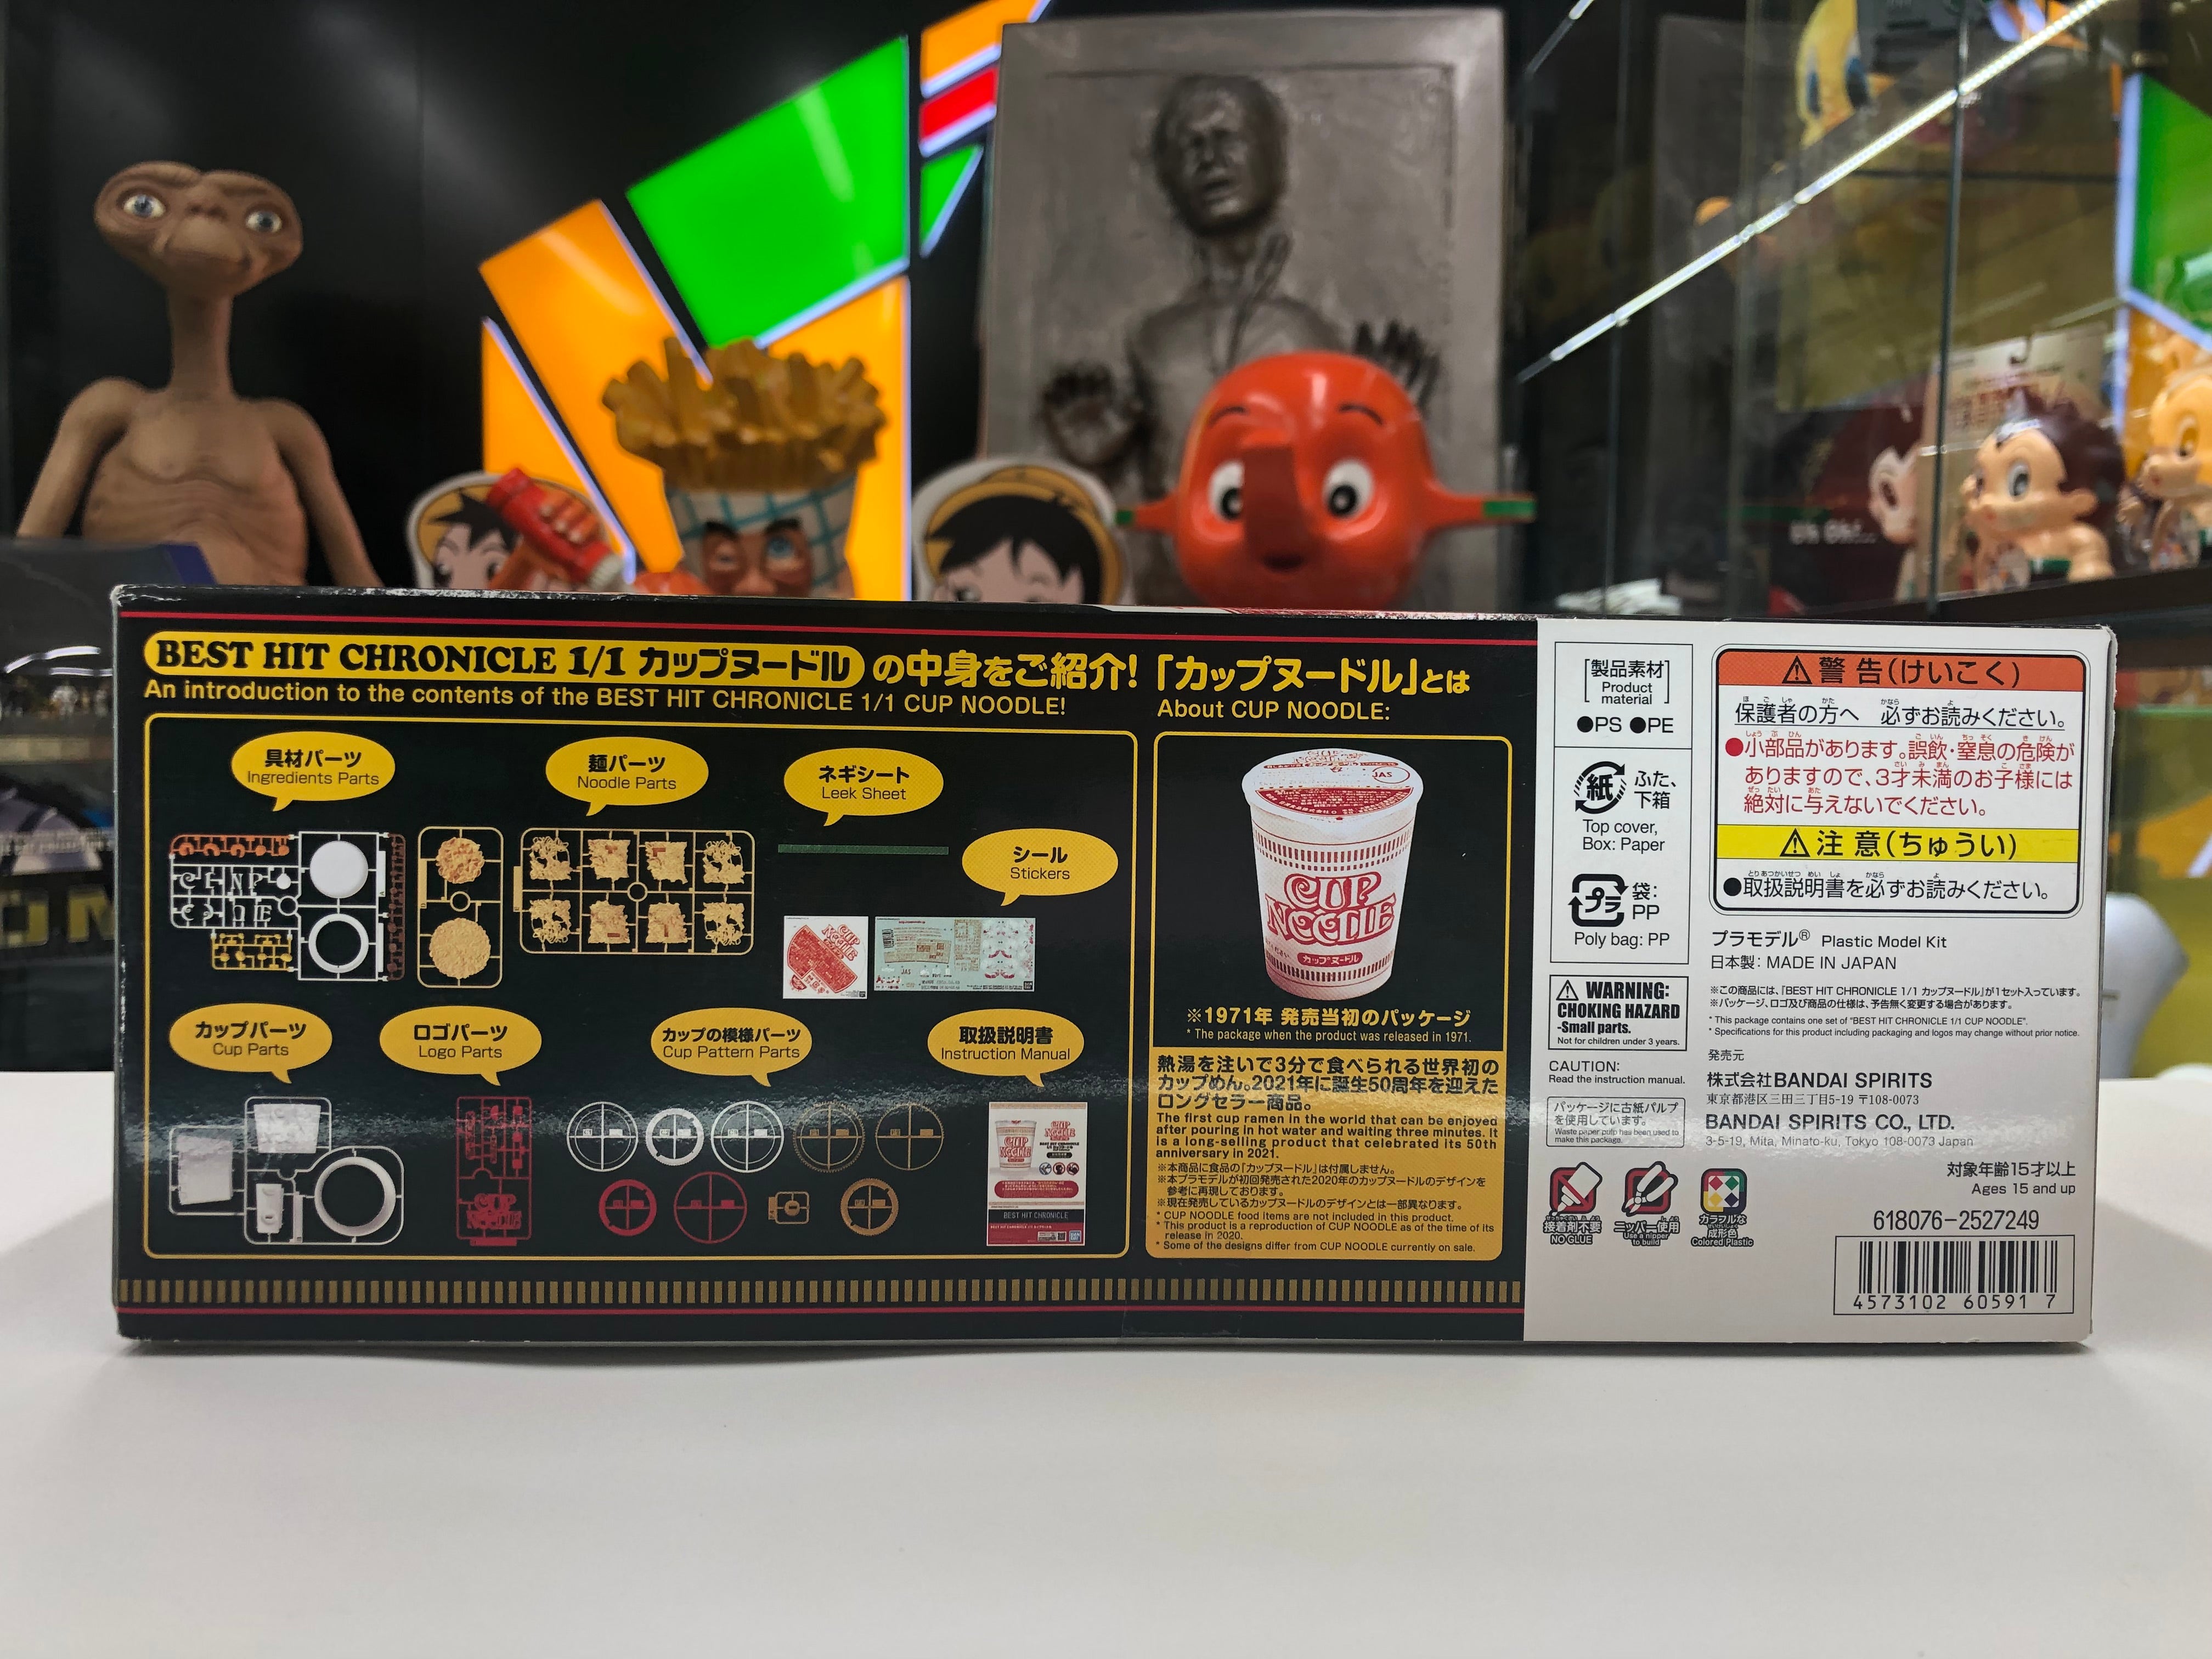 BEST HIT CHRONICLE 1/1 カップヌードル の中身をご紹介!
An introduction to the contents of the BEST HIT CHRONICLE 1/1 CUP NOODLE!
具材パーツ
Ingredients Parts
麺パーツ
Noodle Parts
ネギシート
Leek Sheet
シール
Stickers
カップパーツ
Cup Parts
ロゴパーツ
Logo Parts
カップの模様パーツ
Cup Pattern Parts
取扱説明書
Instruction Manual
BEST HIT CHRONICLE
「カップヌードル」とは
About CUP NOODLE:
JAS
CUP
NOODLE
カップヌードル
※1971年 発売当初のパッケージ
* The package when the product was released in 1971.
熱湯を注いで3分で食べられる世界初の
カップめん。2021年に誕生50周年を迎えた
ロングセラー商品。
The first cup ramen in the world that can be enjoyed
after pouring in hot water and waiting three minutes. It
is a long-selling product that celebrated its 50th
anniversary in 2021.
※本商品に食品の「カップヌードル」は付属しません。
※本プラモデルが初回発売された2020年のカップヌードルのデザインを
参考に再現しております。
※現在発売しているカップヌードルのデザインとは一部異なります。
* CUP NOODLE food items are not included in this product.
* This product is a reproduction of CUP NOODLE as of the time of its
release in 2020.
* Some of the designs differ from CUP NOODLE currently on sale.
[製品素材]
Product
material
●PS ●PE
紙 ふた、
下箱
Top cover,
Box: Paper
プラ 袋:
PP
Poly bag: PP
⚠ WARNING:
CHOKING HAZARD
-Small parts.
Not for children under 3 years.
CAUTION:
Read the instruction manual.
パッケージに古紙パルプ
を使用しています。
Waste paper pulp has been used to
make this package.
接着剤不要
NO GLUE
ニッパー使用
Use a nipper
to build
カラフルな
成形色
Colored Plastic
⚠警告(けいこく)
保護者の方へ 必ずお読みください。
●小部品があります。誤飲・窒息の危険が
ありますので、3才未満のお子様には
絶対に与えないでください。
⚠注意(ちゅうい)
●取扱説明書を必ずお読みください。
プラモデル® Plastic Model Kit
日本製: MADE IN JAPAN
※この商品には、「BEST HIT CHRONICLE 1/1 カップヌードル」が1セット入っています。
※パッケージ、ロゴ及び商品の仕様は、予告無く変更する場合があります。
* This package contains one set of "BEST HIT CHRONICLE 1/1 CUP NOODLE".
* Specifications for this product including packaging and logos may change without prior notice.
発売元
株式会社BANDAI SPIRITS
東京都港区三田三丁目5-19 〒108-0073
BANDAI SPIRITS CO., LTD.
3-5-19, Mita, Minato-ku, Tokyo 108-0073 Japan
対象年齢15才以上
Ages 15 and up
618076-2527249
4573102 60591 7
Uh Oh!...